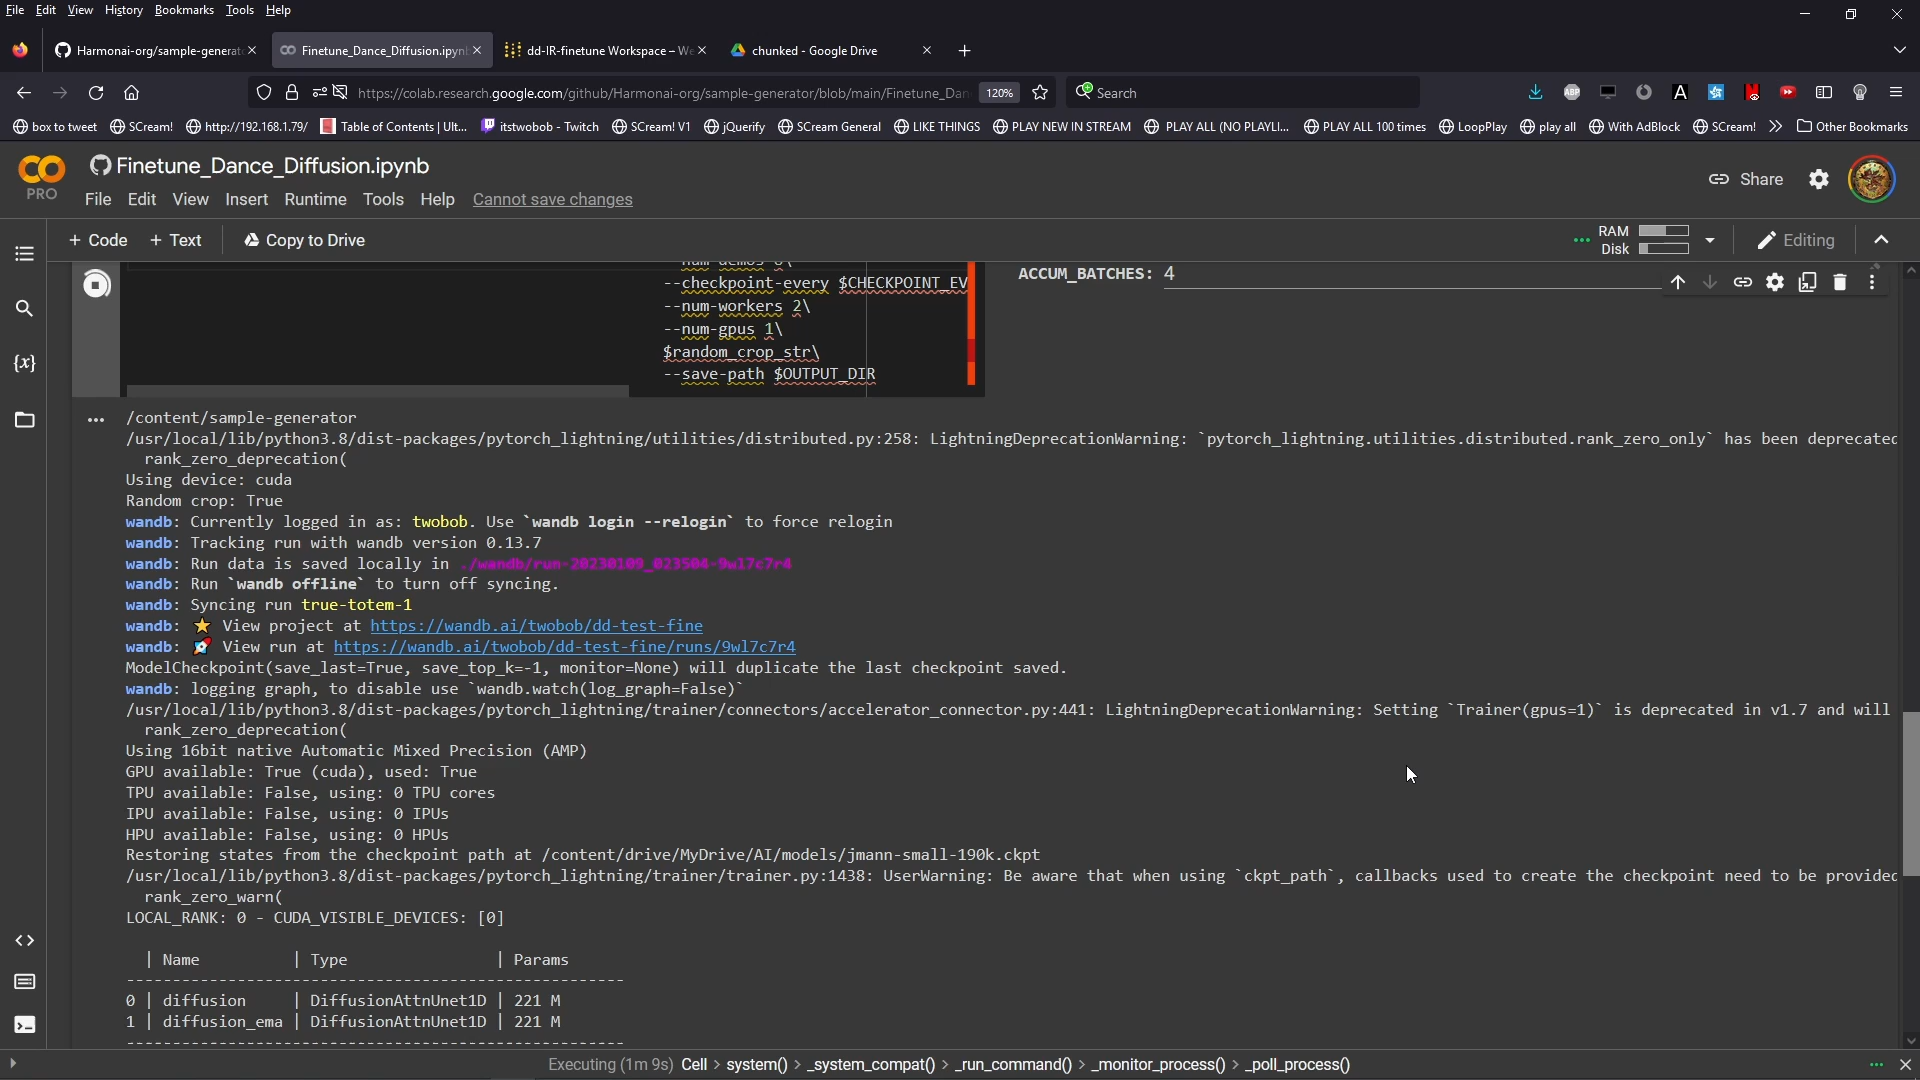 File Edit View History Bookmarks Tools Help
Harmonai-org/sample-generat Finetune_Dance_Diffusion.ipyn dd-IR-finetune Workspace – We chunked - Google Drive
https://colab.research.google.com/github/Harmonai-org/sample-generator/blob/main/Finetune_Dan 120% Search
box to tweet SCream! http://192.168.1.79/ Table of Contents | Ult... itstwobob - Twitch SCream! V1 jQuerify SCream General LIKE THINGS PLAY NEW IN STREAM PLAY ALL (NO PLAYLI... PLAY ALL 100 times LoopPlay play all With AdBlock SCream! Other Bookmarks
PRO Finetune_Dance_Diffusion.ipynb
File Edit View Insert Runtime Tools Help Cannot save changes Share
+ Code + Text Copy to Drive RAM Disk Editing
--checkpoint-every $CHECKPOINT_EV
--num-workers 2\
--num-gpus 1\
$random_crop_str\
--save-path $OUTPUT_DIR
ACCUM_BATCHES: 4
/content/sample-generator
/usr/local/lib/python3.8/dist-packages/pytorch_lightning/utilities/distributed.py:258: LightningDeprecationWarning: `pytorch_lightning.utilities.distributed.rank_zero_only` has been deprecated
rank_zero_deprecation(
Using device: cuda
Random crop: True
wandb: Currently logged in as: twobob. Use `wandb login --relogin` to force relogin
wandb: Tracking run with wandb version 0.13.7
wandb: Run data is saved locally in ./wandb/run-20230109_023504-9wl7c7r4
wandb: Run `wandb offline` to turn off syncing.
wandb: Syncing run true-totem-1
wandb: ⭐ View project at https://wandb.ai/twobob/dd-test-fine
wandb: 🚀 View run at https://wandb.ai/twobob/dd-test-fine/runs/9wl7c7r4
ModelCheckpoint(save_last=True, save_top_k=-1, monitor=None) will duplicate the last checkpoint saved.
wandb: logging graph, to disable use `wandb.watch(log_graph=False)`
/usr/local/lib/python3.8/dist-packages/pytorch_lightning/trainer/connectors/accelerator_connector.py:441: LightningDeprecationWarning: Setting `Trainer(gpus=1)` is deprecated in v1.7 and will
rank_zero_deprecation(
Using 16bit native Automatic Mixed Precision (AMP)
GPU available: True (cuda), used: True
TPU available: False, using: 0 TPU cores
IPU available: False, using: 0 IPUs
HPU available: False, using: 0 HPUs
Restoring states from the checkpoint path at /content/drive/MyDrive/AI/models/jmann-small-190k.ckpt
/usr/local/lib/python3.8/dist-packages/pytorch_lightning/trainer/trainer.py:1438: UserWarning: Be aware that when using `ckpt_path`, callbacks used to create the checkpoint need to be provided
rank_zero_warn(
LOCAL_RANK: 0 - CUDA_VISIBLE_DEVICES: [0]
| Name | Type | Params
0 | diffusion | DiffusionAttnUnet1D | 221 M
1 | diffusion_ema | DiffusionAttnUnet1D | 221 M
Executing (1m 9s) Cell > system() > _system_compat() > _run_command() > _monitor_process() > _poll_process()